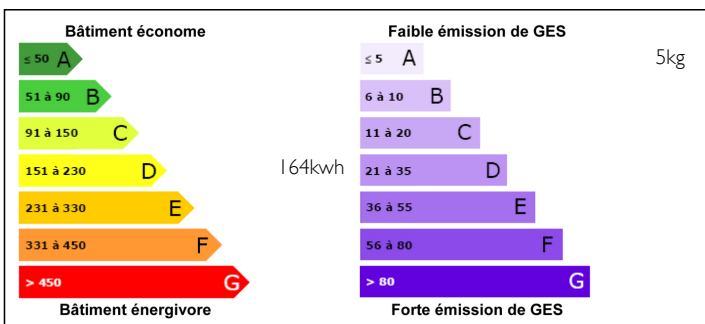 Bâtiment économe
≤ 50 A
51 à 90 B
91 à 150 C
151 à 230 D
231 à 330 E
331 à 450 F
> 450 G
Bâtiment énergivore
164kwh
Faible émission de GES
≤ 5 A
6 à 10 B
11 à 20 C
21 à 35 D
36 à 55 E
56 à 80 F
> 80 G
Forte émission de GES
5kg